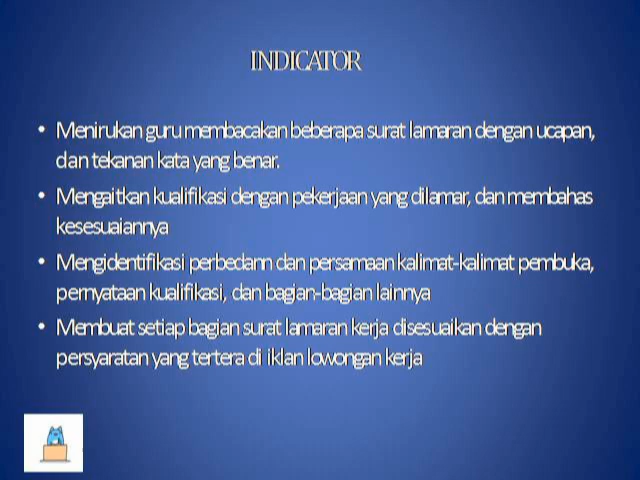 INDICATOR
• Menirukan guru membacakan beberapa surat lamaran dengan ucapan,
dan tekanan kata yang benar.
• Mengaitkan kualifikasi dengan pekerjaan yang dilamar, dan membahas
kesesuaiannya
• Mengidentifikasi perbedann dan persamaan kalimat-kalimat pembuka,
pernyataan kualifikasi, dan bagian-bagian lainnya
• Membuat setiap bagian surat lamaran kerja disesuaikan dengan
persyaratan yang tertera di iklan lowongan kerja